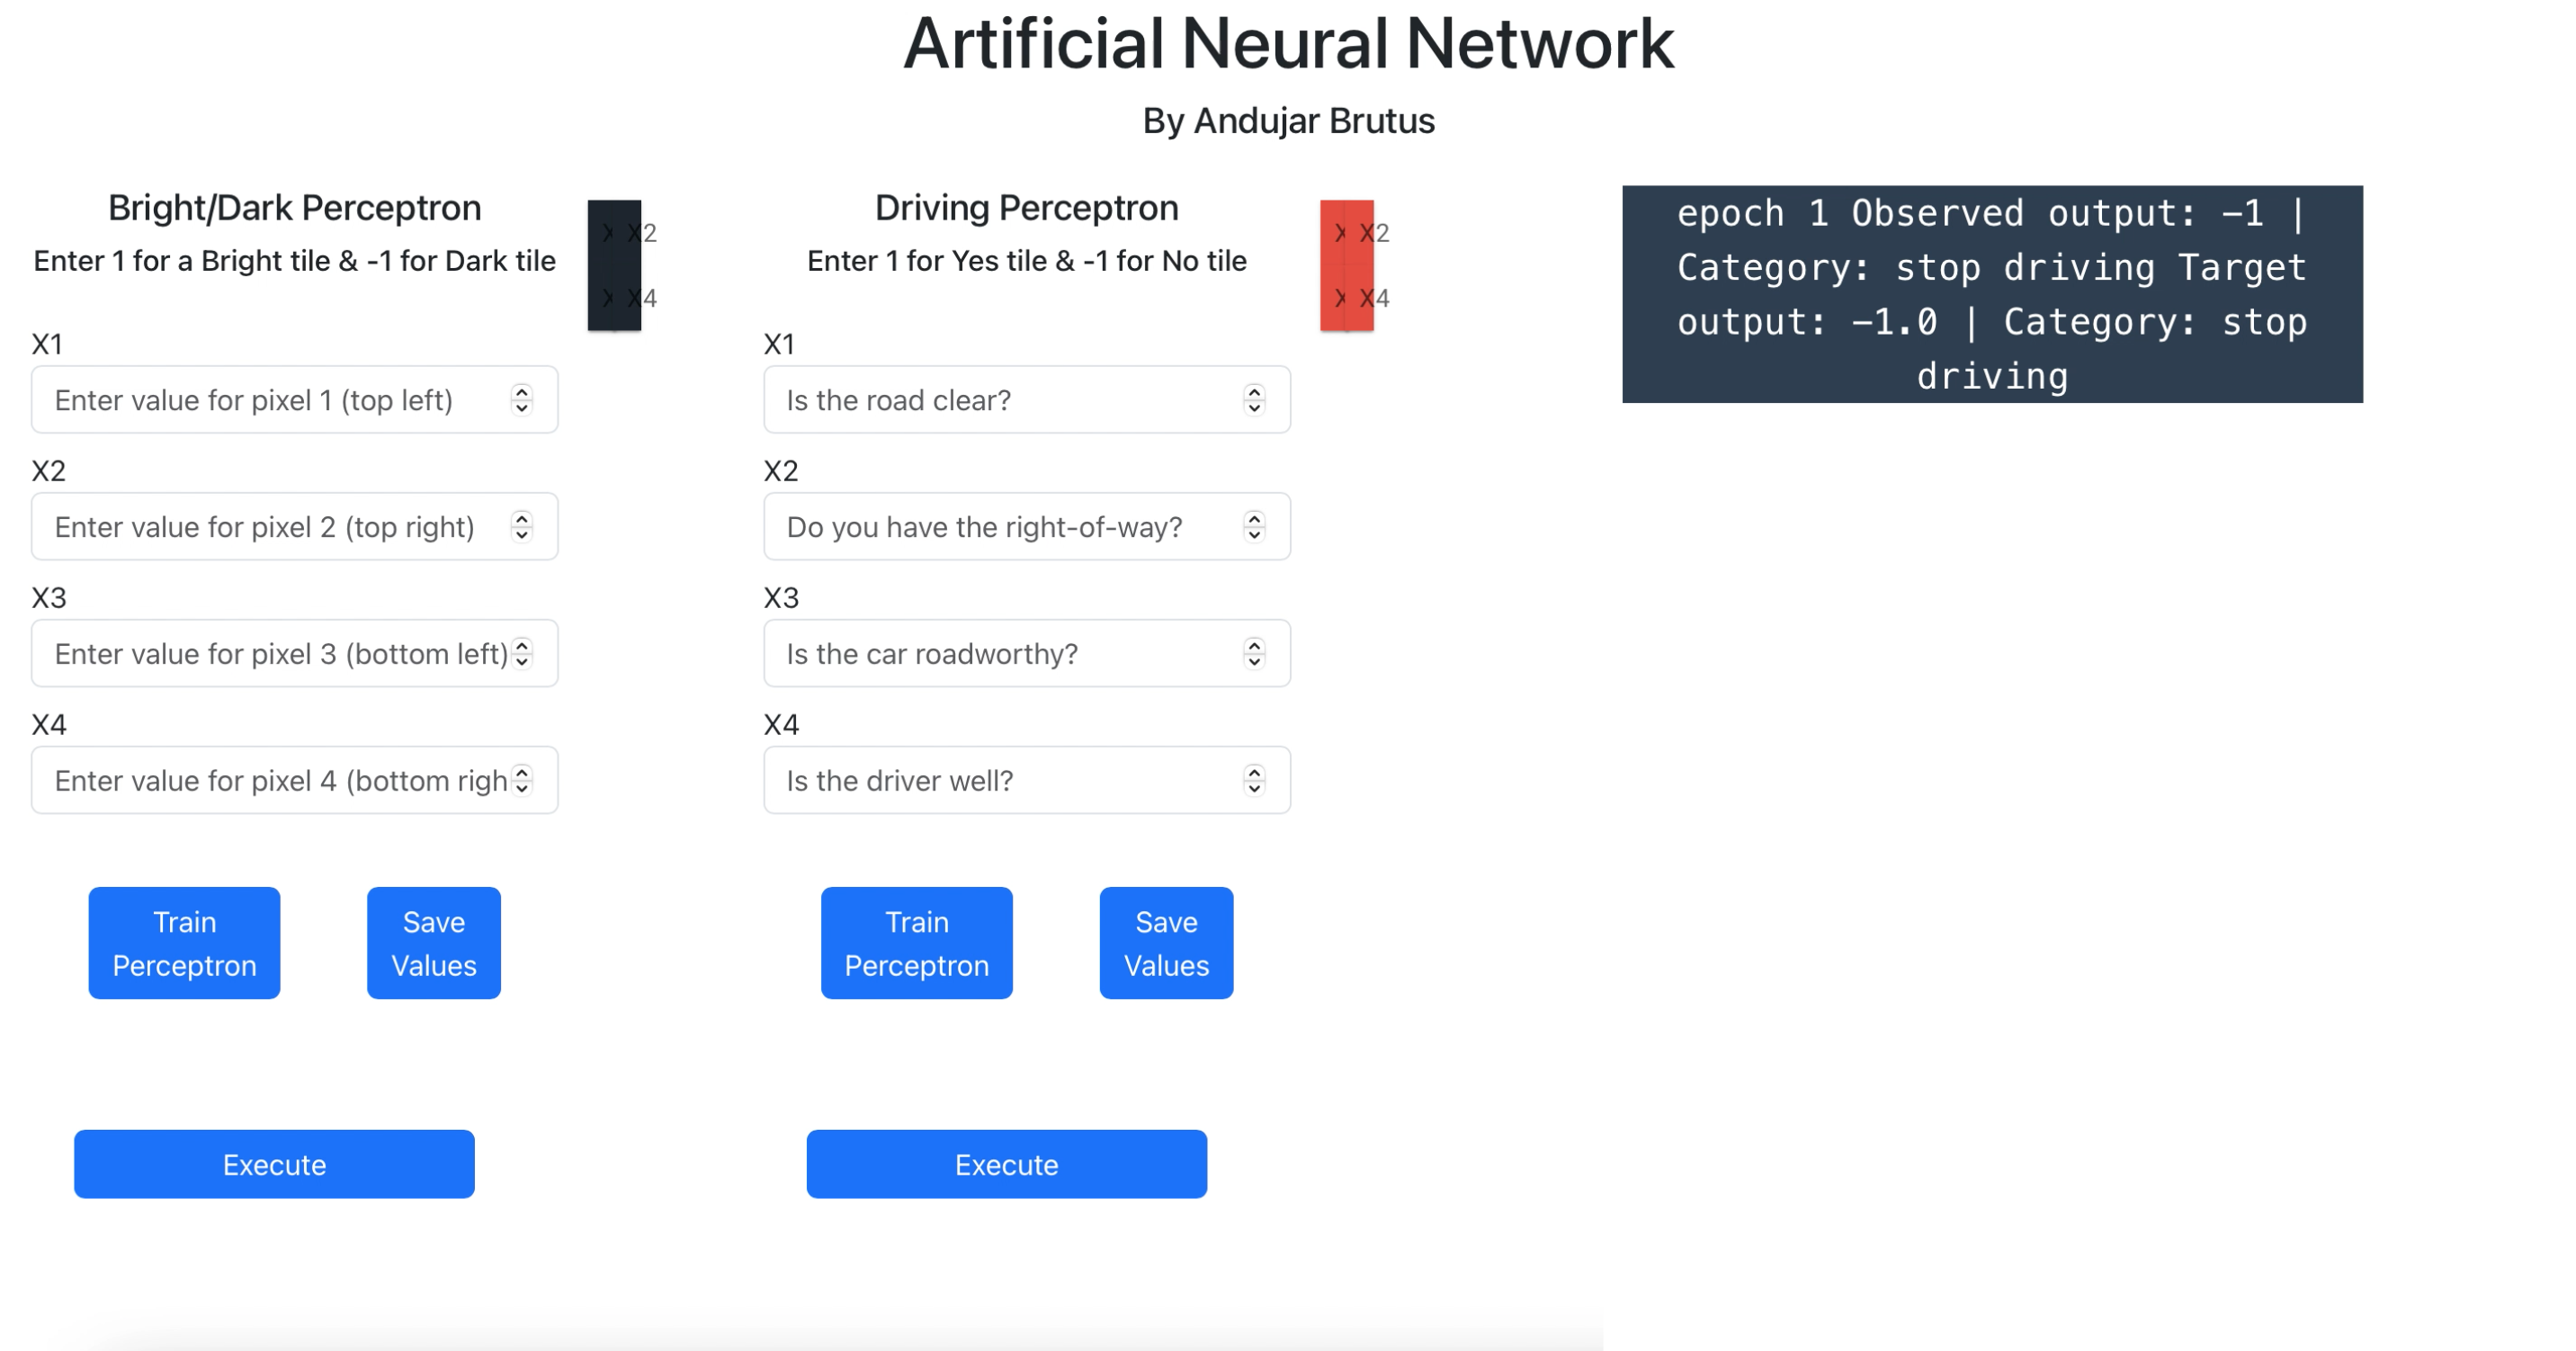 Artificial Neural Network
By Andujar Brutus
Bright/Dark Perceptron
Enter 1 for a Bright tile & -1 for Dark tile
X2
X4
X1
Enter value for pixel 1 (top left)
X2
Enter value for pixel 2 (top right)
X3
Enter value for pixel 3 (bottom left)
X4
Enter value for pixel 4 (bottom righ
Train
Perceptron
Save
Values
Execute
Driving Perceptron
Enter 1 for Yes tile & -1 for No tile
X2
X4
X1
Is the road clear?
X2
Do you have the right-of-way?
X3
Is the car roadworthy?
X4
Is the driver well?
Train
Perceptron
Save
Values
Execute
epoch 1 Observed output: -1 |
Category: stop driving Target
output: -1.0 | Category: stop
driving